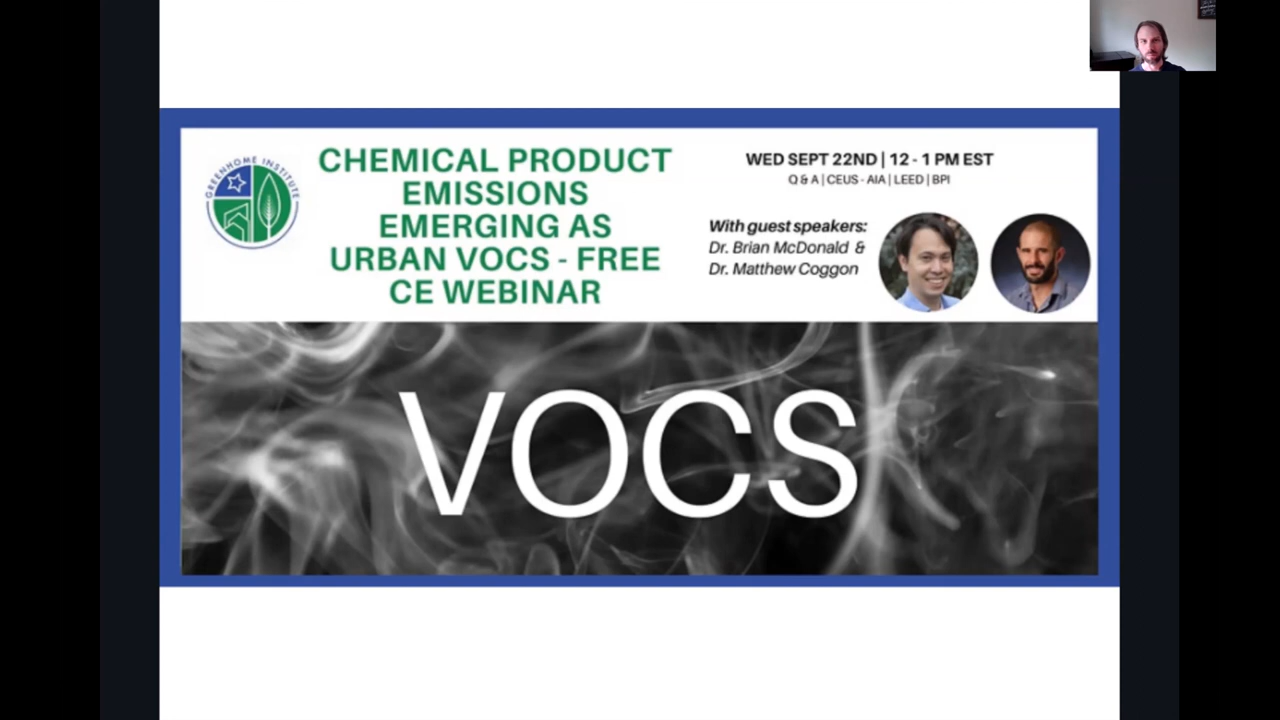 GREENHOME INSTITUTE
CHEMICAL PRODUCT
EMISSIONS
EMERGING AS
URBAN VOCS - FREE
CE WEBINAR
WED SEPT 22ND | 12 - 1 PM EST
Q & A | CEUS - AIA | LEED | BPI
With guest speakers:
Dr. Brian McDonald &
Dr. Matthew Coggon
VOCS